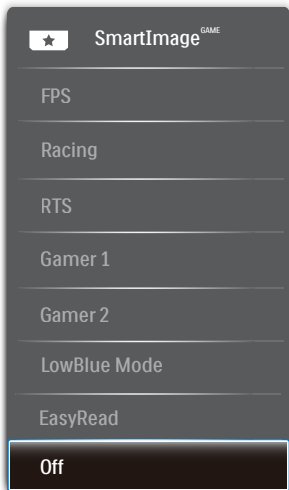 SmartImage GAME
FPS
Racing
RTS
Gamer 1
Gamer 2
LowBlue Mode
EasyRead
Off